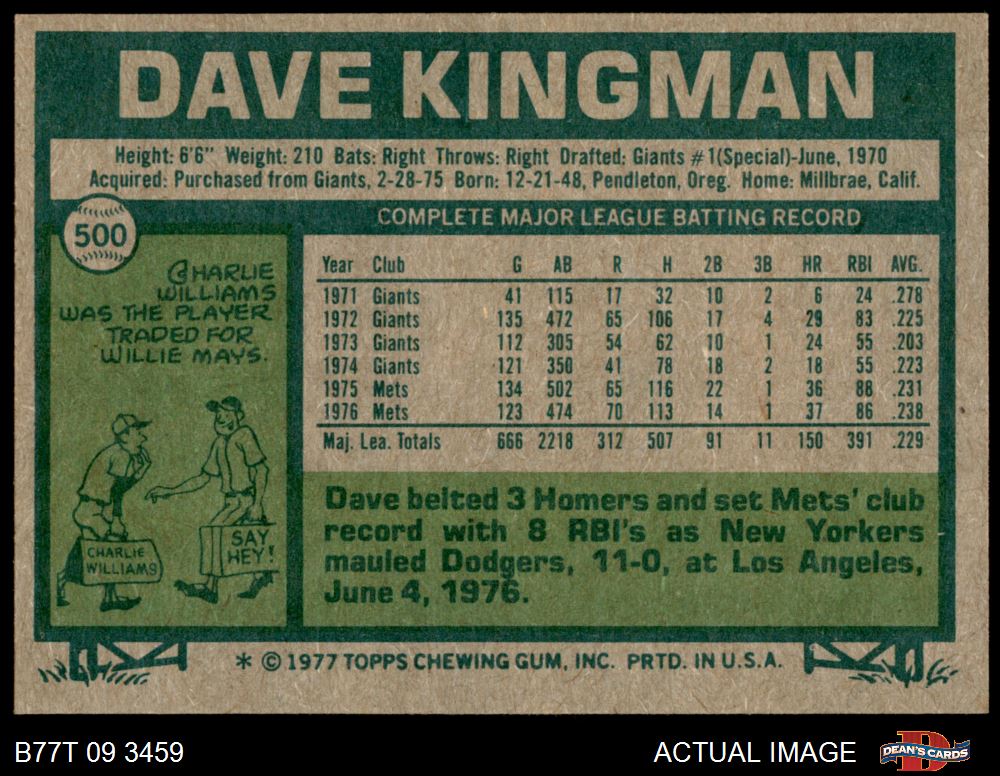 DAVE KINGMAN
Height: 6'6" Weight: 210 Bats: Right Throws: Right Drafted: Giants #1(Special)-June, 1970
Acquired: Purchased from Giants, 2-28-75 Born: 12-21-48, Pendleton, Oreg. Home: Millbrae, Calif.
500
CHARLIE
WILLIAMS
WAS THE PLAYER
TRADED FOR
WILLIE MAYS.
CHARLIE
WILLIAMS
SAY
HEY!
COMPLETE MAJOR LEAGUE BATTING RECORD
Year Club G AB R H 2B 3B HR RBI AVG.
1971 Giants 41 115 17 32 10 2 6 24 .278
1972 Giants 135 472 65 106 17 4 29 83 .225
1973 Giants 112 305 54 62 10 1 24 55 .203
1974 Giants 121 350 41 78 18 2 18 55 .223
1975 Mets 134 502 65 116 22 1 36 88 .231
1976 Mets 123 474 70 113 14 1 37 86 .238
Maj. Lea. Totals 666 2218 312 507 91 11 150 391 .229
Dave belted 3 Homers and set Mets' club
record with 8 RBI's as New Yorkers
mauled Dodgers, 11-0, at Los Angeles,
June 4, 1976.
* © 1977 TOPPS CHEWING GUM, INC. PRTD. IN U.S.A.
B77T 09 3459
ACTUAL IMAGE
D
DEAN'S CARDS